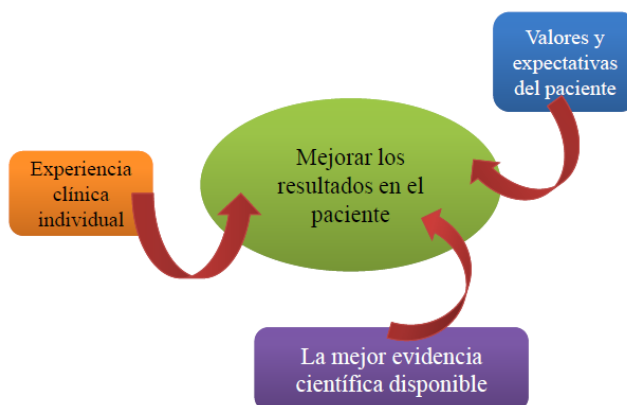 Valores y
expectativas
del paciente
Mejorar los
resultados en el
paciente
Experiencia
clínica
individual
La mejor evidencia
científica disponible